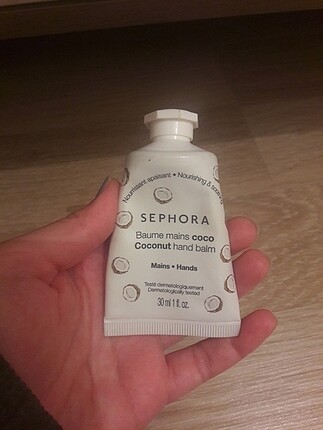 Nourrissant apaisant • Nourishing & soothing
SEPHORA
Baume mains coco
Coconut hand balm
Mains • Hands
Testé dermatologiquement
Dermatologically tested
30 ml 1 fl. oz.